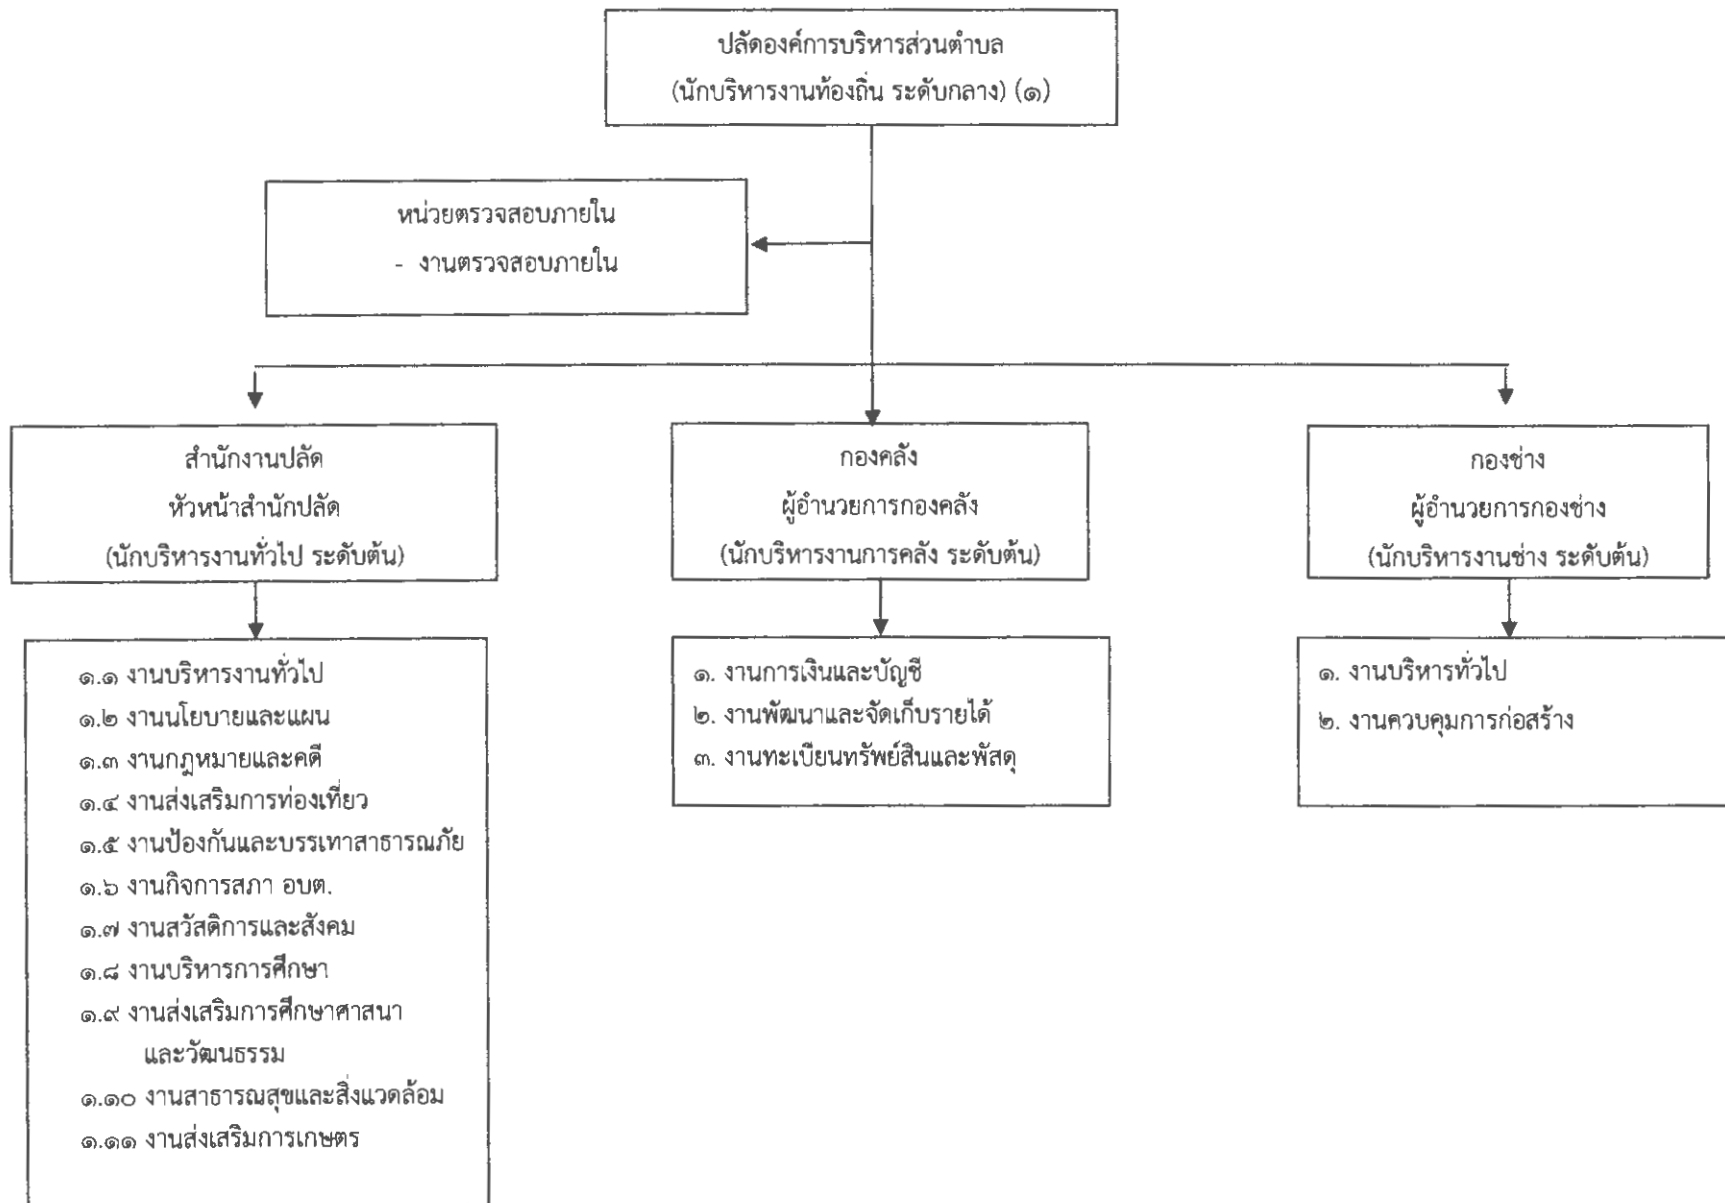 ปลัดองค์การบริหารส่วนตำบล
(นักบริหารงานท้องถิ่น ระดับกลาง) (๑)
หน่วยตรวจสอบภายใน
- งานตรวจสอบภายใน
สำนักงานปลัด
หัวหน้าสำนักปลัด
(นักบริหารงานทั่วไป ระดับต้น)
กองคลัง
ผู้อำนวยการกองคลัง
(นักบริหารงานการคลัง ระดับต้น)
กองช่าง
ผู้อำนวยการกองช่าง
(นักบริหารงานช่าง ระดับต้น)
๑.๑ งานบริหารงานทั่วไป
๑.๒ งานนโยบายและแผน
๑.๓ งานกฎหมายและคดี
๑.๔ งานส่งเสริมการท่องเที่ยว
๑.๕ งานป้องกันและบรรเทาสาธารณภัย
๑.๖ งานกิจการสภา อบต.
๑.๗ งานสวัสดิการและสังคม
๑.๘ งานบริหารการศึกษา
๑.๙ งานส่งเสริมการศึกษาศาสนา
และวัฒนธรรม
๑.๑๐ งานสาธารณสุขและสิ่งแวดล้อม
๑.๑๑ งานส่งเสริมการเกษตร
๑. งานการเงินและบัญชี
๒. งานพัฒนาและจัดเก็บรายได้
๓. งานทะเบียนทรัพย์สินและพัสดุ
๑. งานบริหารทั่วไป
๒. งานควบคุมการก่อสร้าง